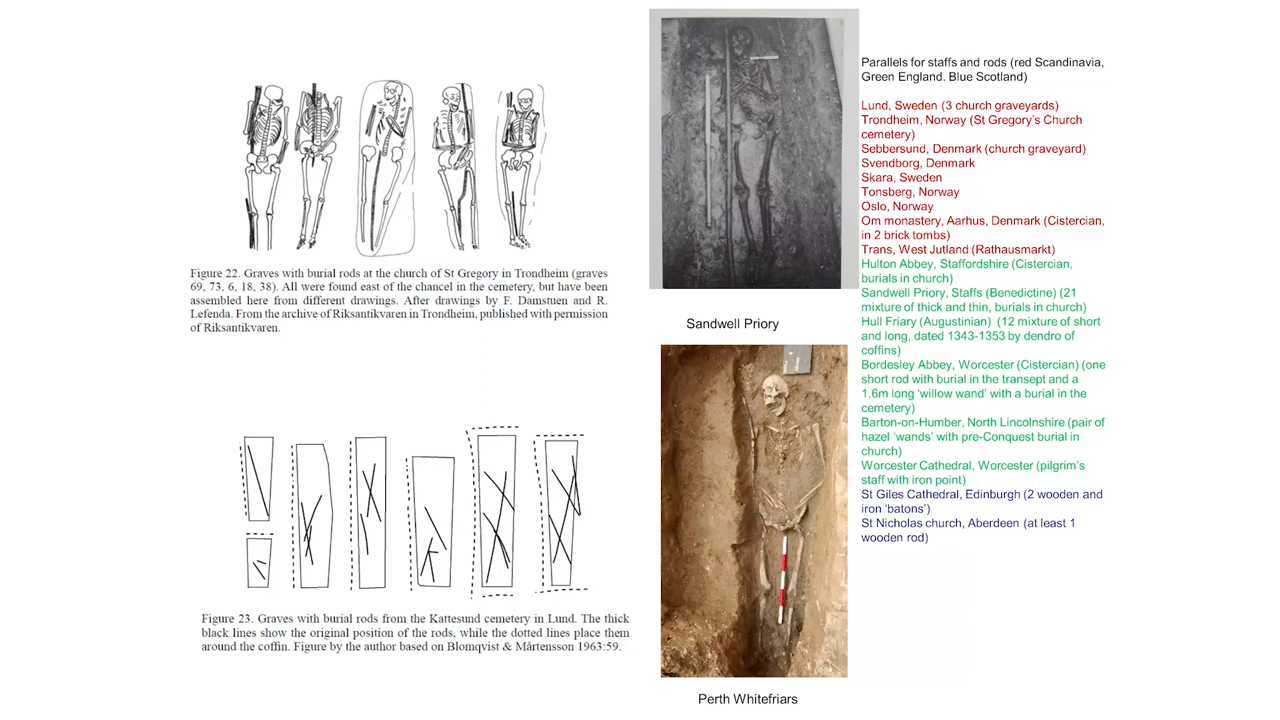 Figure 22. Graves with burial rods at the church of St Gregory in Trondheim (graves
69, 73, 6, 18, 38). All were found east of the chancel in the cemetery, but have been
assembled here from different drawings. After drawings by F. Damstuen and R.
Lefenda. From the archive of Riksantikvaren in Trondheim, published with permission
of Riksantikvaren.
Figure 23. Graves with burial rods from the Kattesund cemetery in Lund. The thick
black lines show the original position of the rods, while the dotted lines place them
around the coffin. Figure by the author based on Blomqvist & Mårtensson 1963:59.
Sandwell Priory
Perth Whitefriars
Parallels for staffs and rods (red Scandinavia,
Green England. Blue Scotland)
Lund, Sweden (3 church graveyards)
Trondheim, Norway (St Gregory's Church
cemetery)
Sebbersund, Denmark (church graveyard)
Svendborg, Denmark
Skara, Sweden
Tonsberg, Norway
Oslo, Norway
Om monastery, Aarhus, Denmark (Cistercian,
in 2 brick tombs)
Trans, West Jutland (Rathausmarkt)
Hulton Abbey, Staffordshire (Cistercian,
burials in church)
Sandwell Priory, Staffs (Benedictine) (21
mixture of thick and thin, burials in church)
Hull Friary (Augustinian) (12 mixture of short
and long, dated 1343-1353 by dendro of
coffins)
Bordesley Abbey, Worcester (Cistercian) (one
short rod with burial in the transept and a
1.6m long 'willow wand' with a burial in the
cemetery)
Barton-on-Humber, North Lincolnshire (pair of
hazel 'wands' with pre-Conquest burial in
church)
Worcester Cathedral, Worcester (pilgrim's
staff with iron point)
St Giles Cathedral, Edinburgh (2 wooden and
iron 'batons')
St Nicholas church, Aberdeen (at least 1
wooden rod)